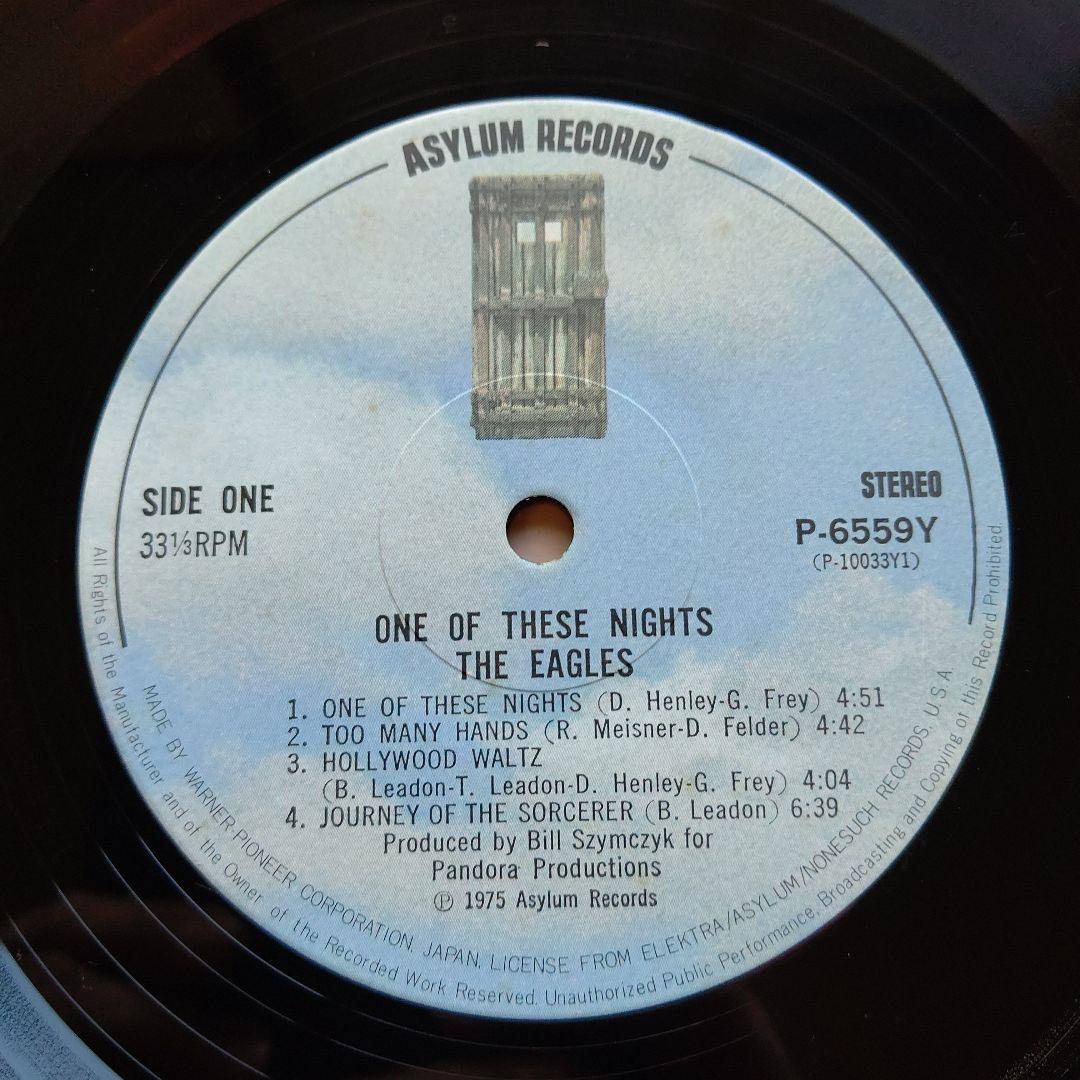 ASYLUM RECORDS
SIDE ONE
33⅓RPM
STEREO
P-6559Y
(P-10033Y1)
ONE OF THESE NIGHTS
THE EAGLES
1. ONE OF THESE NIGHTS (D. Henley-G. Frey) 4:51
2. TOO MANY HANDS (R. Meisner-D. Felder) 4:42
3. HOLLYWOOD WALTZ
(B. Leadon-T. Leadon-D. Henley-G. Frey) 4:04
4. JOURNEY OF THE SORCERER (B. Leadon) 6:39
Produced by Bill Szymczyk for
Pandora Productions
℗ 1975 Asylum Records
MADE BY WARNER-PIONEER CORPORATION, JAPAN. LICENSE FROM ELEKTRA/ASYLUM/NONESUCH RECORDS, U.S.A.
All Rights of the Manufacturer and of the Owner of the Recorded Work Reserved. Unauthorized Public Performance, Broadcasting and Copying of this Record Prohibited.